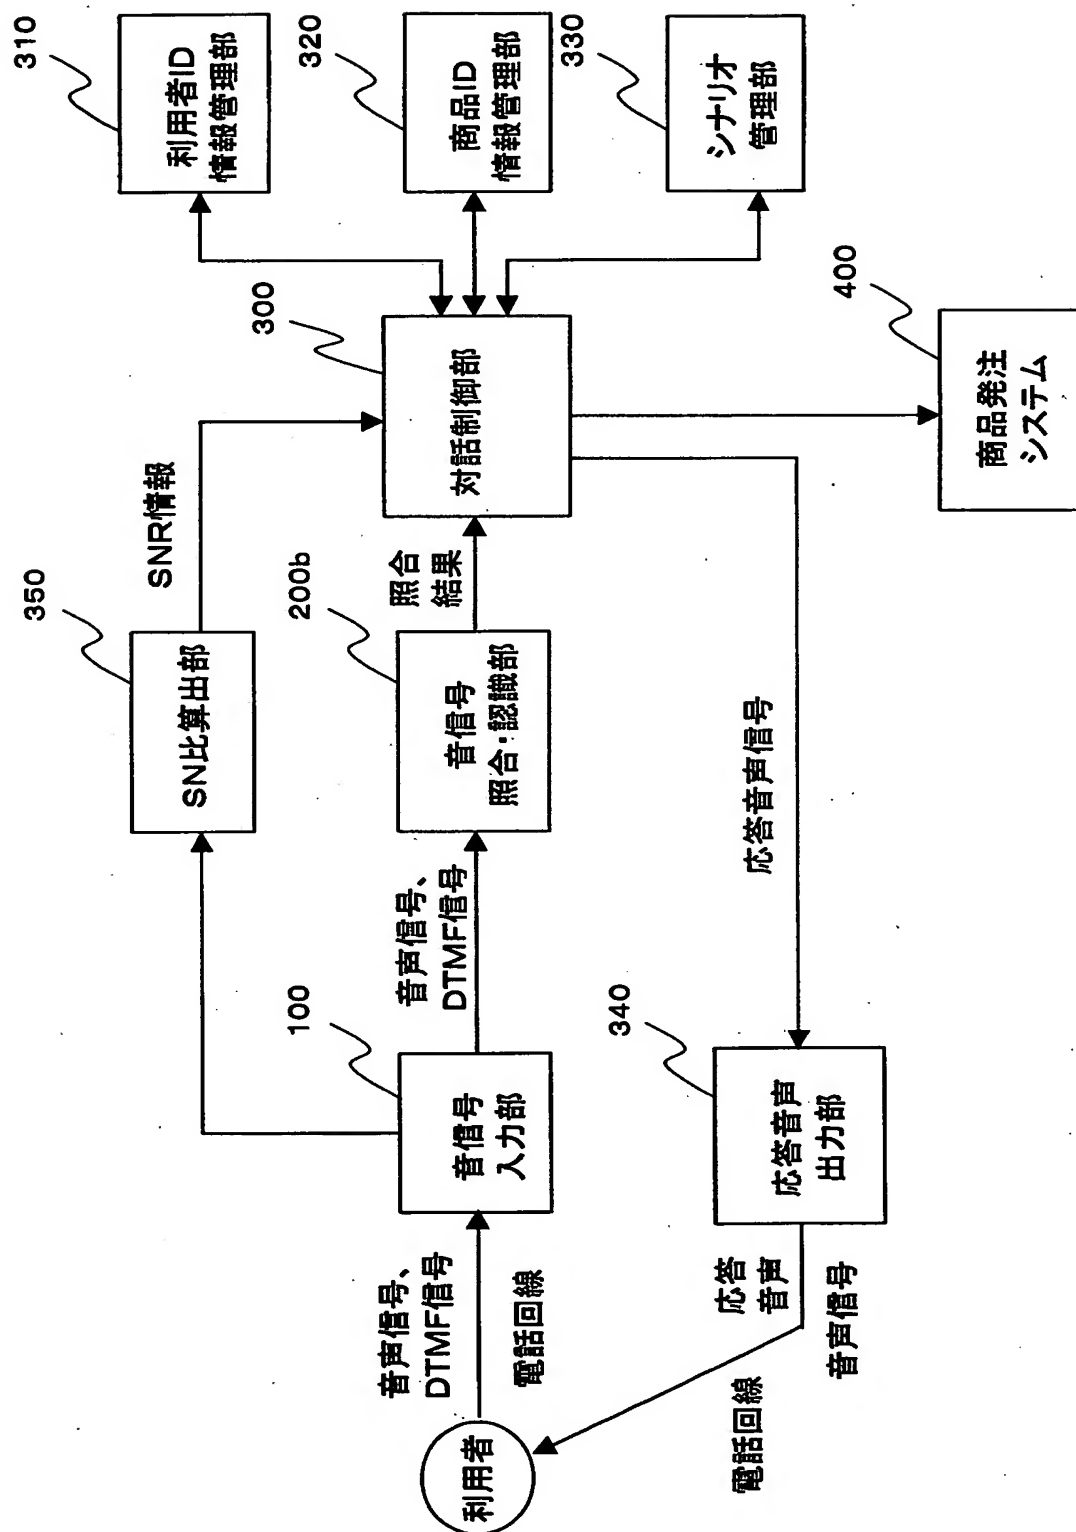 利用者
音声信号、
DTMF信号
電話回線
100
音信号
入力部
350
SN比算出部
SNR情報
音声信号、
DTMF信号
200b
音信号
照合・認識部
照合
結果
300
対話制御部
310
利用者ID
情報管理部
320
商品ID
情報管理部
330
シナリオ
管理部
400
商品発注
システム
応答音声信号
340
応答音声
出力部
応答
音声
音声信号
電話回線